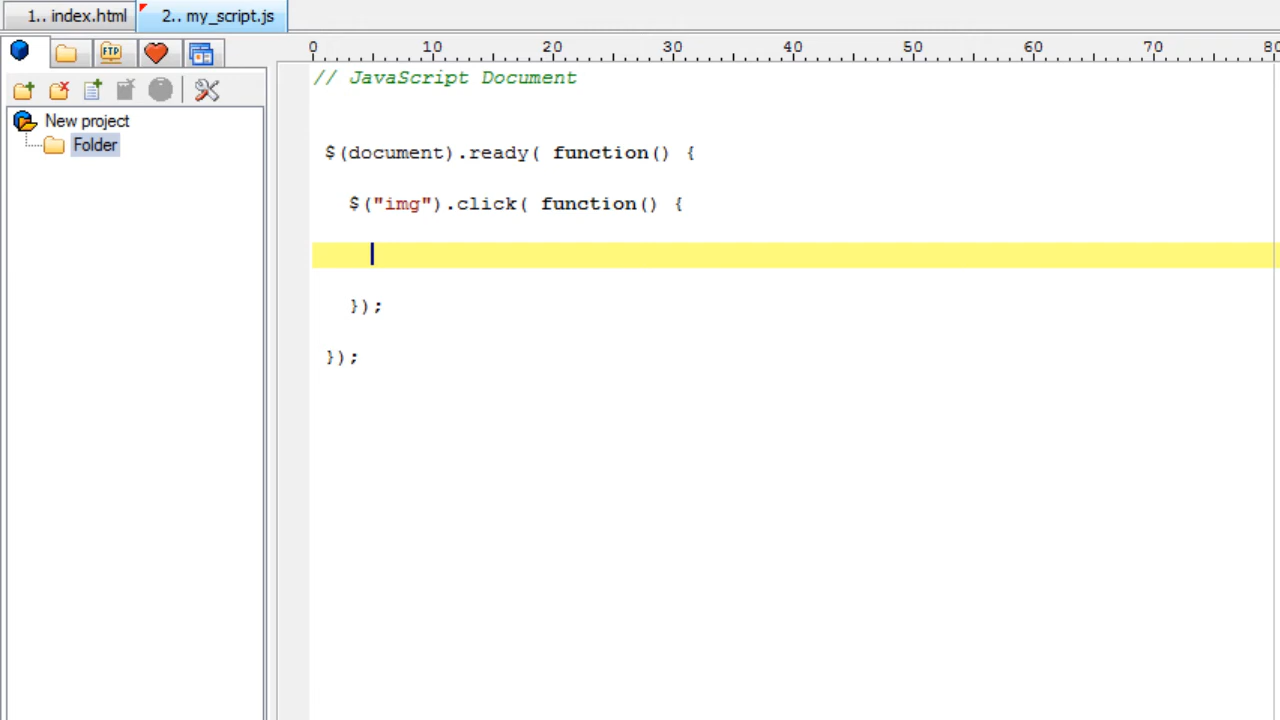 1.. index.html 2.. my_script.js
FTP
0 10 20 30 40 50 60 70 80
New project
Folder
// JavaScript Document
$(document).ready( function() {
$("img").click( function() {
});
});